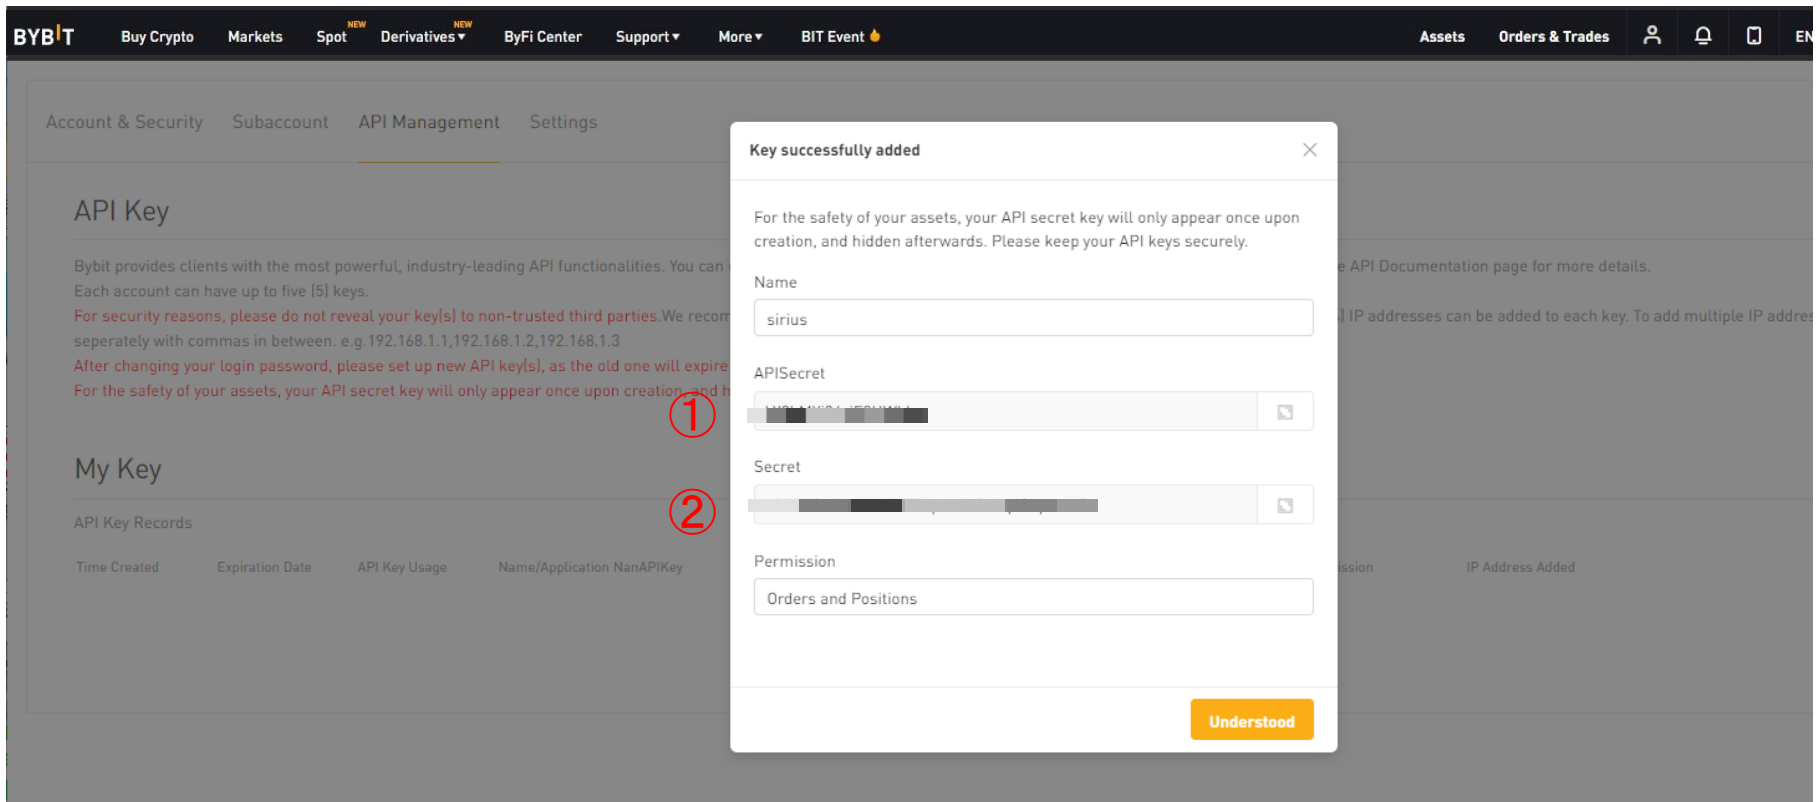 BYBIT Buy Crypto Markets Spot NEW Derivatives NEW ByFi Center Support More BIT Event Assets Orders & Trades EN
Account & Security Subaccount API Management Settings
API Key
Bybit provides clients with the most powerful, industry-leading API functionalities. You can
API Documentation page for more details.
Each account can have up to five (5) keys.
For security reasons, please do not reveal your key(s) to non-trusted third parties.We
IP addresses can be added to each key. To add multiple IP
seperately with commas in between. e.g.192.168.1.1,192.168.1.2,192.168.1.3
After changing your login password, please set up new API key(s), as the old one will expire
For the safety of your assets, your API secret key will only appear once upon creation, and
My Key
API Key Records
Time Created Expiration Date API Key Usage Name/Application NanAPIKey IP Address Added
Key successfully added
For the safety of your assets, your API secret key will only appear once upon
creation, and hidden afterwards. Please keep your API keys securely.
Name
sirius
APISecret
①
Secret
②
Permission
Orders and Positions
Understood